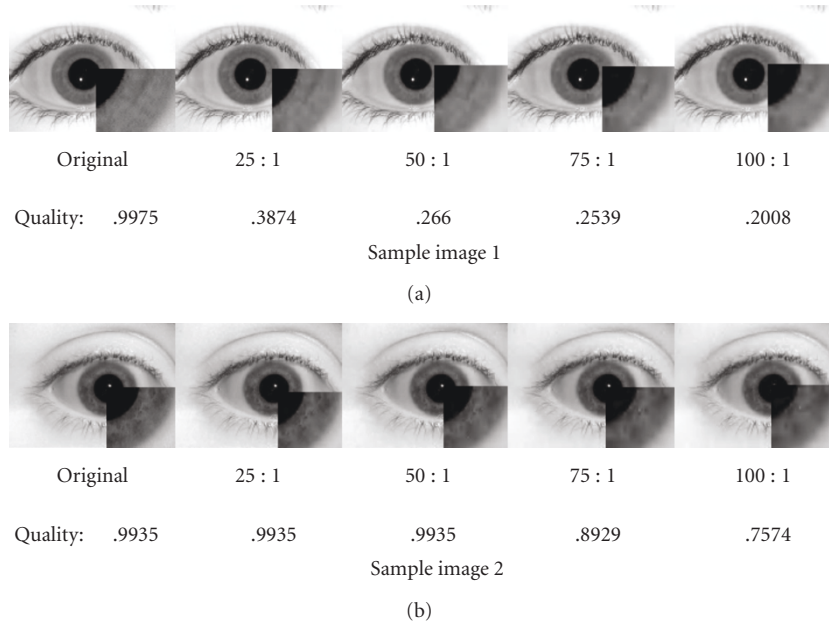 Original 25 : 1 50 : 1 75 : 1 100 : 1
Quality: .9975 .3874 .266 .2539 .2008
Sample image 1
(a)
Original 25 : 1 50 : 1 75 : 1 100 : 1
Quality: .9935 .9935 .9935 .8929 .7574
Sample image 2
(b)